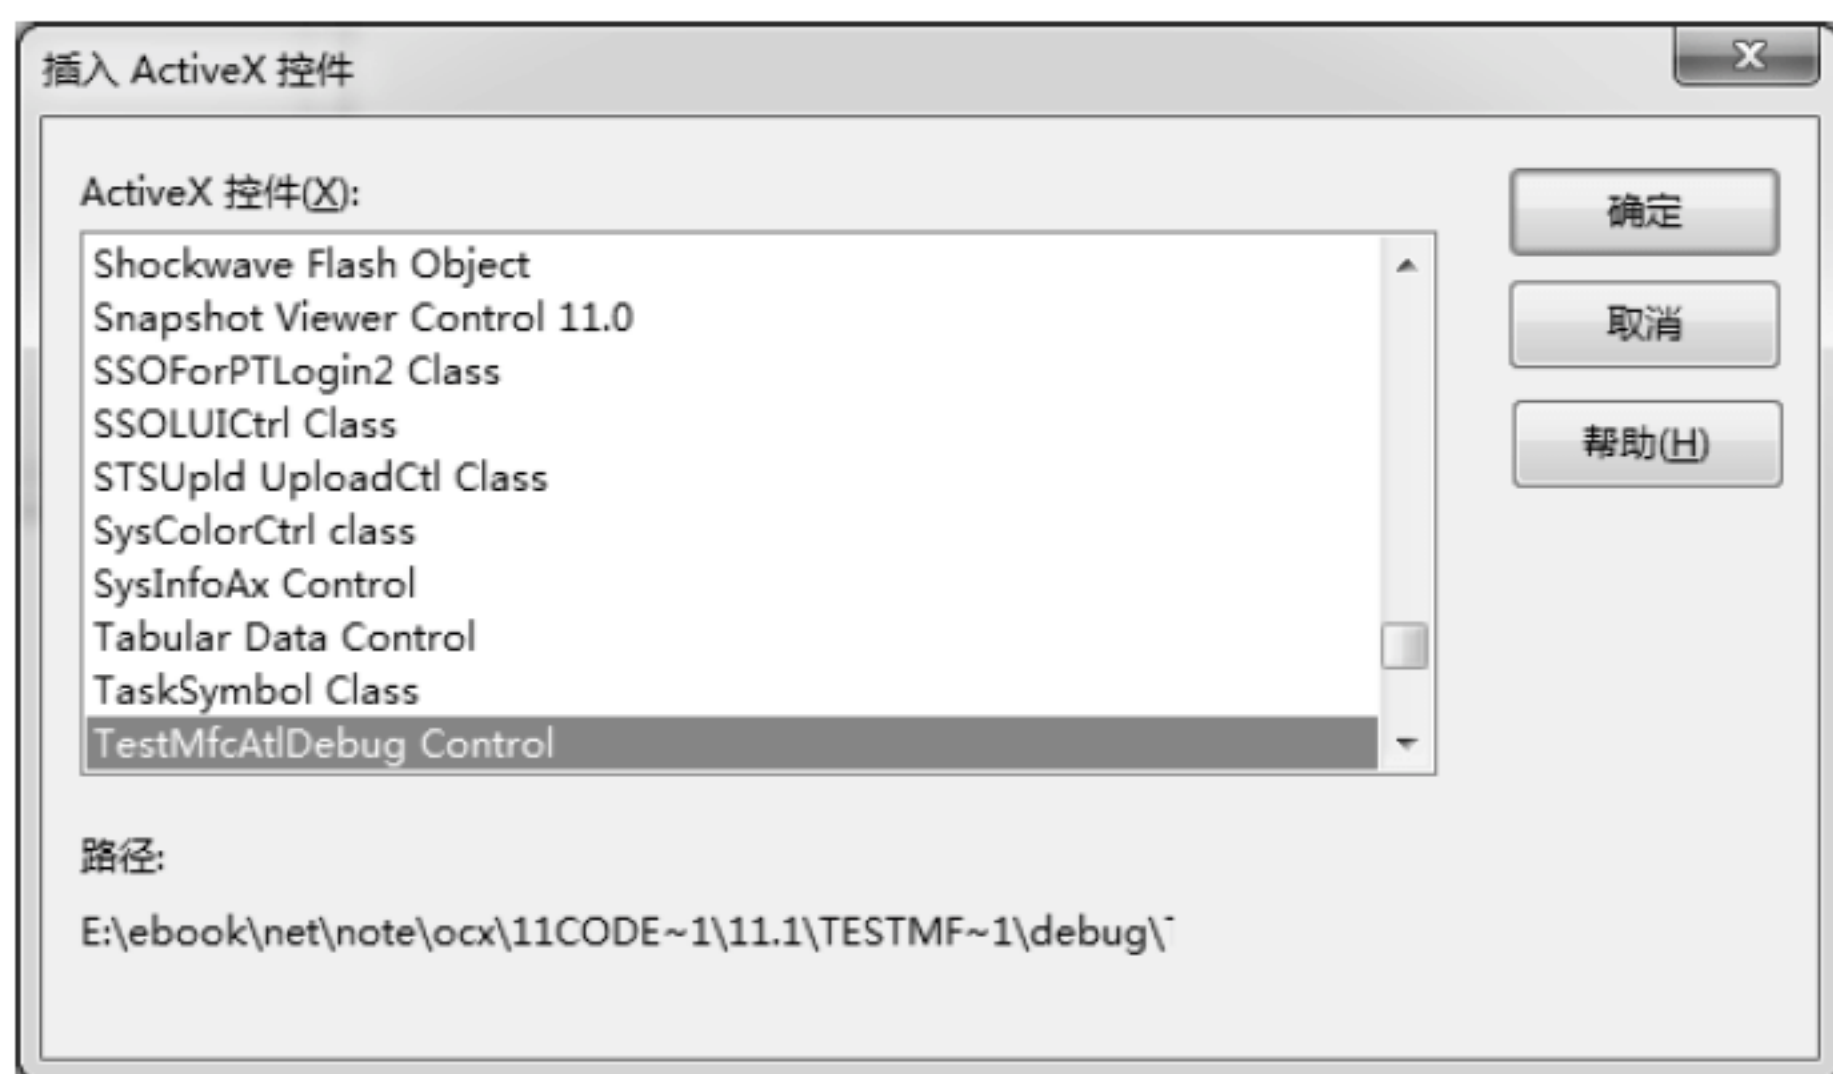 插入 ActiveX 控件
ActiveX 控件(X):
Shockwave Flash Object
Snapshot Viewer Control 11.0
SSOForPTLogin2 Class
SSOLUICtrl Class
STSUpld UploadCtl Class
SysColorCtrl class
SysInfoAx Control
Tabular Data Control
TaskSymbol Class
TestMfcAtlDebug Control
确定
取消
帮助(H)
路径:
E:\ebook\net\note\ocx\11CODE~1\11.1\TESTMF~1\debug\